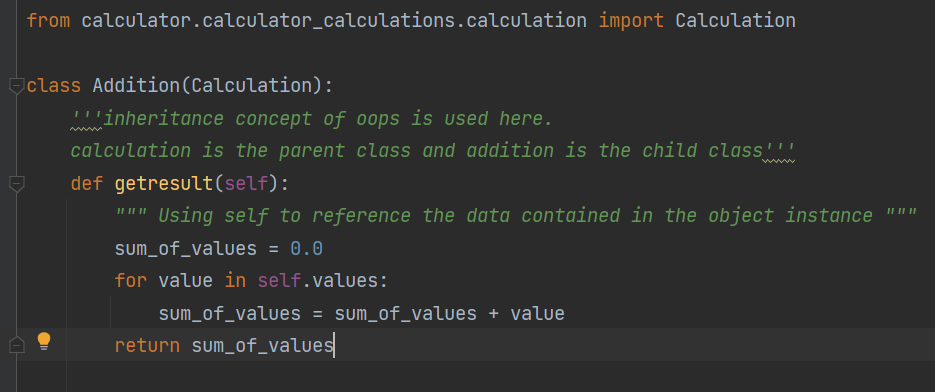 from calculator.calculator_calculations.calculation import Calculation
class Addition(Calculation):
    '''inheritance concept of oops is used here.
    calculation is the parent class and addition is the child class'''
    def getresult(self):
        """ Using self to reference the data contained in the object instance """
        sum_of_values = 0.0
        for value in self.values:
            sum_of_values = sum_of_values + value
        return sum_of_values